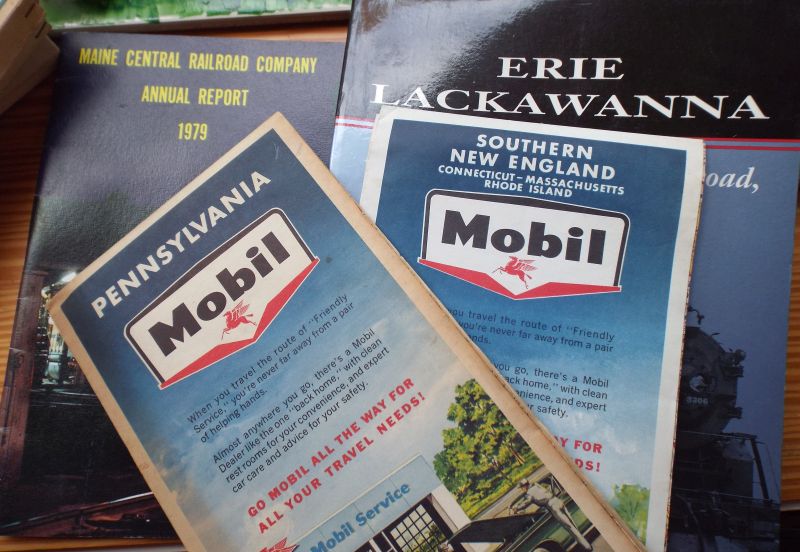 MAINE CENTRAL RAILROAD COMPANY
ANNUAL REPORT
1979
ERIE
LACKAWANNA
road,
3206
PENNSYLVANIA
Mobil
When you travel the route of "Friendly
Service," you're never far away from a pair
of helping hands.
Almost anywhere you go, there's a Mobil
Dealer like the one "back home," with clean
rest rooms for your convenience, and expert
car care and advice for your safety.
GO MOBIL ALL THE WAY FOR
ALL YOUR TRAVEL NEEDS!
Mobil Service
SOUTHERN
NEW ENGLAND
CONNECTICUT – MASSACHUSETTS
RHODE ISLAND
Mobil
you travel the route of "Friendly
you're never far away from a pair
hands.
you go, there's a Mobil
back home," with clean
enience, and expert
safety.
WAY FOR
EEDS!